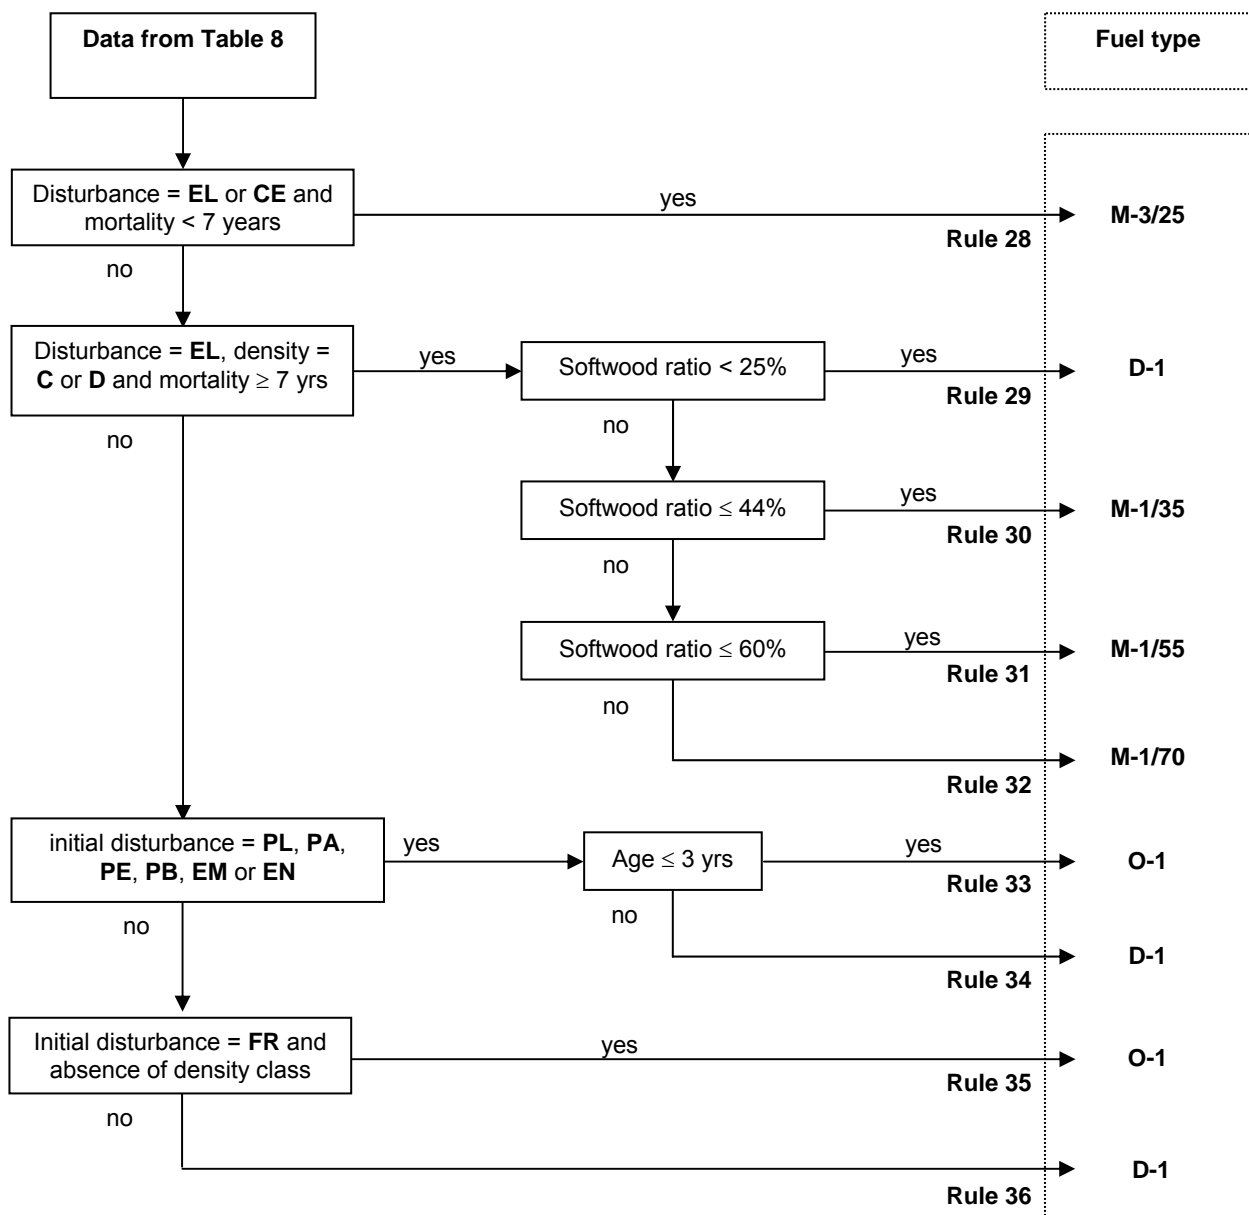 Data from Table 8
Fuel type
Disturbance = EL or CE and
mortality < 7 years
yes
Rule 28
M-3/25
no
Disturbance = EL, density =
C or D and mortality ≥ 7 yrs
yes
Softwood ratio < 25%
yes
Rule 29
D-1
no
no
Softwood ratio ≤ 44%
yes
Rule 30
M-1/35
no
Softwood ratio ≤ 60%
yes
Rule 31
M-1/55
no
Rule 32
M-1/70
initial disturbance = PL, PA,
PE, PB, EM or EN
yes
Age ≤ 3 yrs
yes
Rule 33
O-1
no
no
Rule 34
D-1
Initial disturbance = FR and
absence of density class
yes
Rule 35
O-1
no
Rule 36
D-1